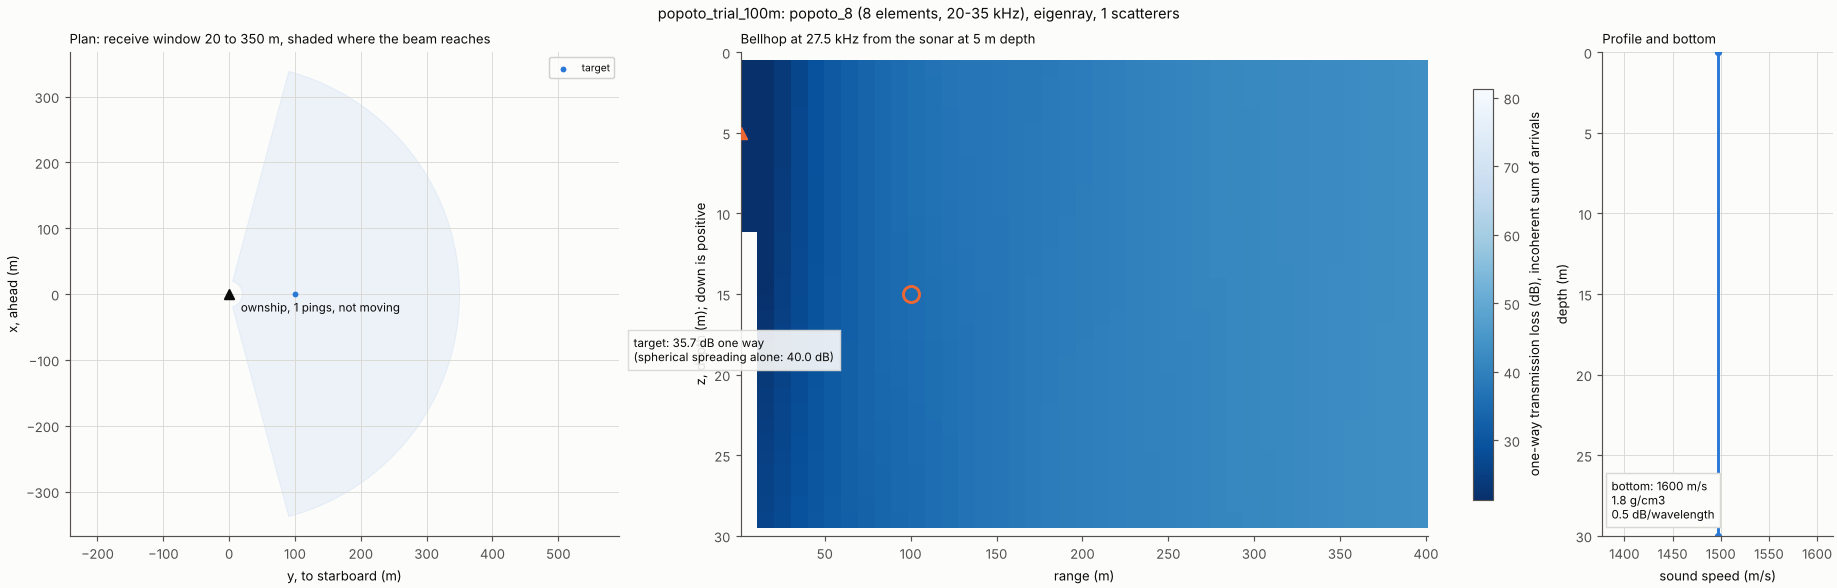 popoto_trial_100m: popoto_8 (8 elements, 20-35 kHz), eigenray, 1 scatterers
Plan: receive window 20 to 350 m, shaded where the beam reaches
target
ownship, 1 pings, not moving
x, ahead (m)
300
200
100
0
−100
−200
−300
−200
−100
0
100
200
300
400
500
y, to starboard (m)
Bellhop at 27.5 kHz from the sonar at 5 m depth
0
5
10
15
20
25
30
z, (m); down is positive
target: 35.7 dB one way
(spherical spreading alone: 40.0 dB)
50
100
150
200
250
300
350
400
range (m)
80
70
60
50
40
30
one-way transmission loss (dB), incoherent sum of arrivals
Profile and bottom
0
5
10
15
20
25
30
depth (m)
bottom: 1600 m/s
1.8 g/cm3
0.5 dB/wavelength
1400
1450
1500
1550
1600
sound speed (m/s)